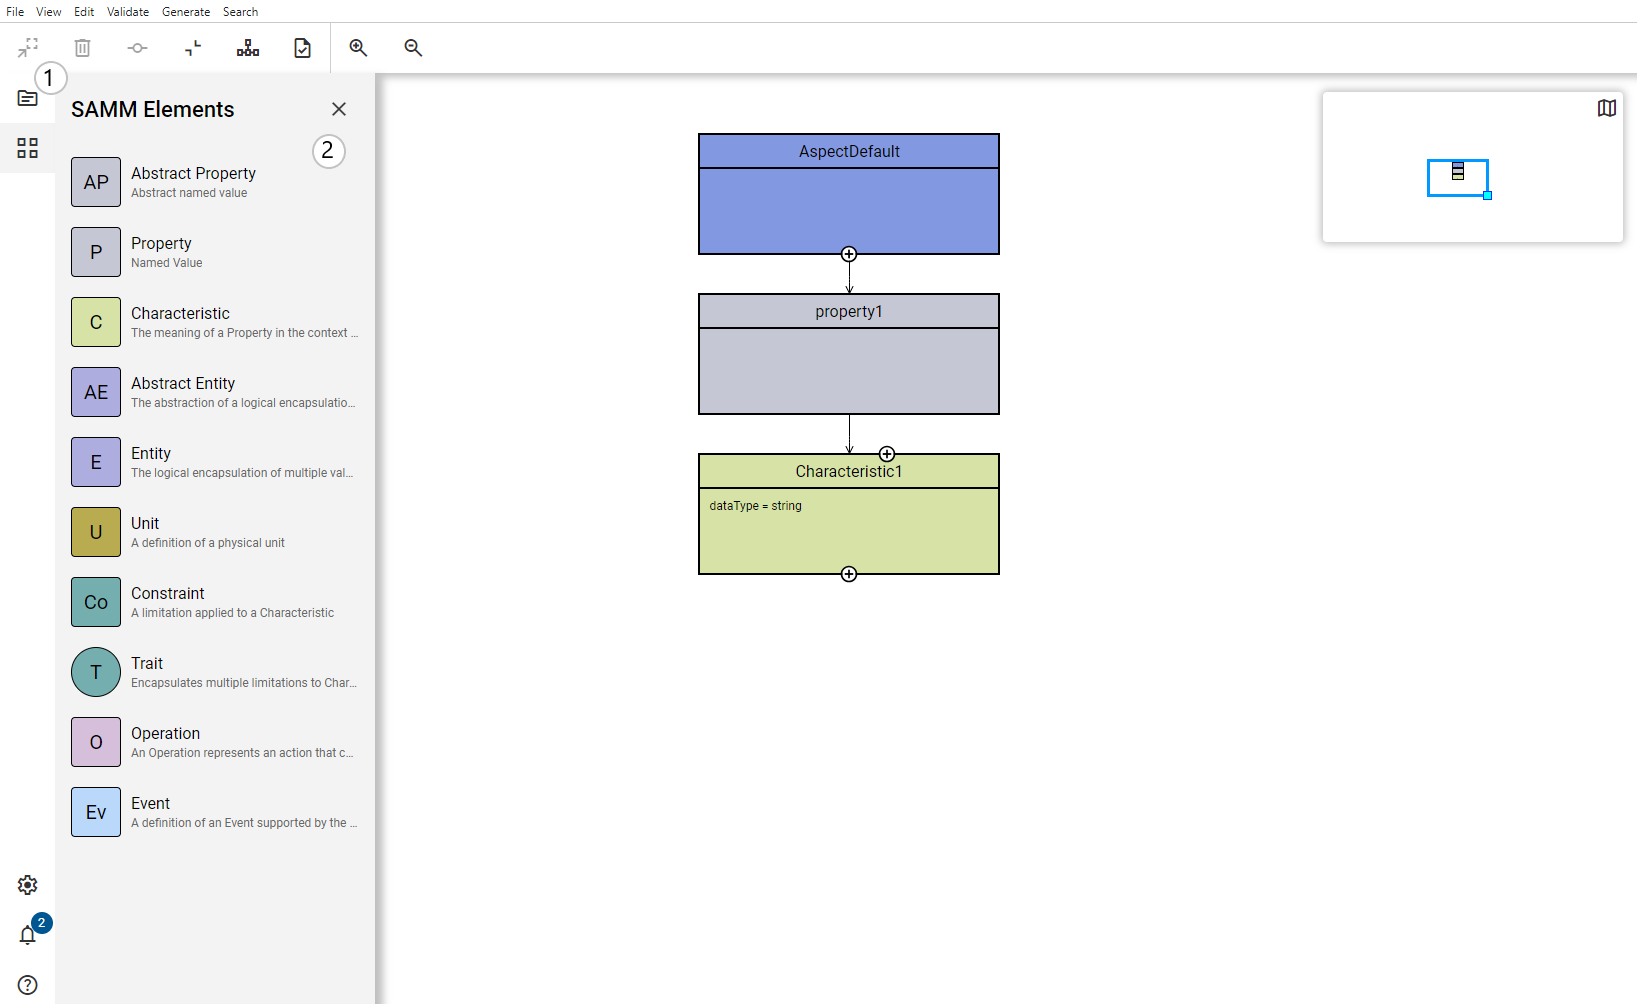 File View Edit Validate Generate Search
1
SAMM Elements
2
AP
Abstract Property
Abstract named value
P
Property
Named Value
C
Characteristic
The meaning of a Property in the context ...
AE
Abstract Entity
The abstraction of a logical encapsulatio...
E
Entity
The logical encapsulation of multiple val...
U
Unit
A definition of a physical unit
Co
Constraint
A limitation applied to a Characteristic
T
Trait
Encapsulates multiple limitations to Char...
O
Operation
An Operation represents an action that c...
Ev
Event
A definition of an Event supported by the ...
2
AspectDefault
property1
Characteristic1
dataType = string